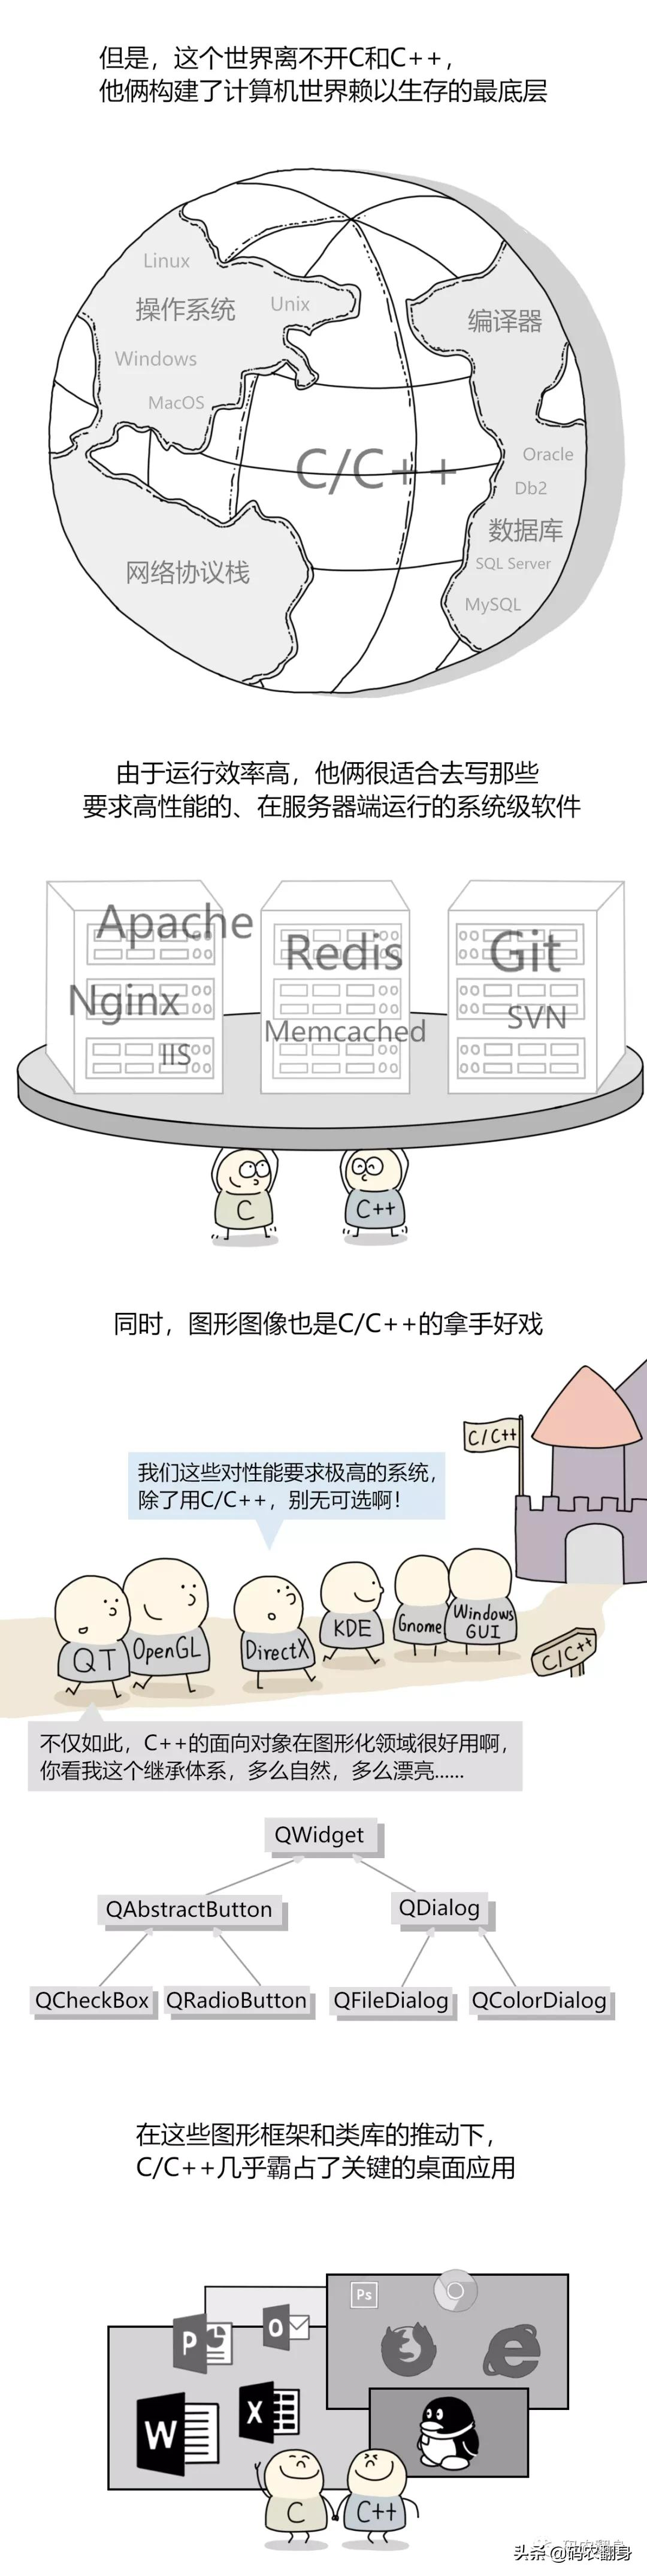 但是，这个世界离不开C和C++，
他俩构建了计算机世界赖以生存的最底层
Linux
操作系统
Unix
Windows
MacOS
编译器
C/C++
Oracle
Db2
数据库
SQL Server
MySQL
网络协议栈
由于运行效率高，他俩很适合去写那些
要求高性能的、在服务器端运行的系统级软件
Apache
Nginx
IIS
Redis
Memcached
Git
SVN
C
C++
同时，图形图像也是C/C++的拿手好戏
C/C++
我们这些对性能要求极高的系统，
除了用C/C++，别无可选啊！
QT
OpenGL
DirectX
KDE
Gnome
Windows
GUI
C/C++
不仅如此，C++的面向对象在图形化领域很好用啊，
你看我这个继承体系，多么自然，多么漂亮......
QWidget
QAbstractButton
QDialog
QCheckBox
QRadioButton
QFileDialog
QColorDialog
在这些图形框架和类库的推动下，
C/C++几乎霸占了关键的桌面应用
Ps
P
O
W
X
C
C++
码农翻身
头条 @码农翻身